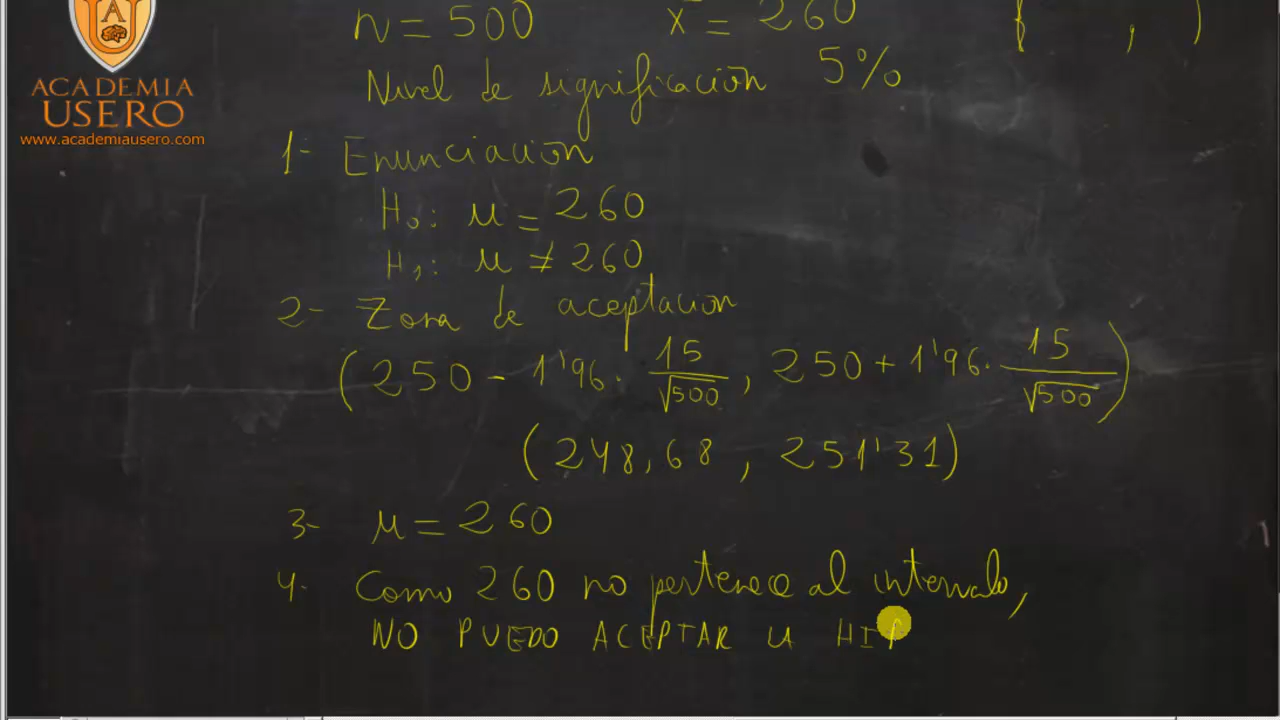 n = 500 x̄ = 260 ( , )
ACADEMIA
USERO
www.academiausero.com
Nivel de significación 5%
1- Enunciación
H₀: μ = 260
H₁: μ ≠ 260
2- Zona de aceptación
(250 - 1'96 · 15/√500 , 250 + 1'96 · 15/√500)
(248,68 , 251'31)
3- μ = 260
4- Como 260 no pertenece al intervalo,
NO PUEDO ACEPTAR LA HIP